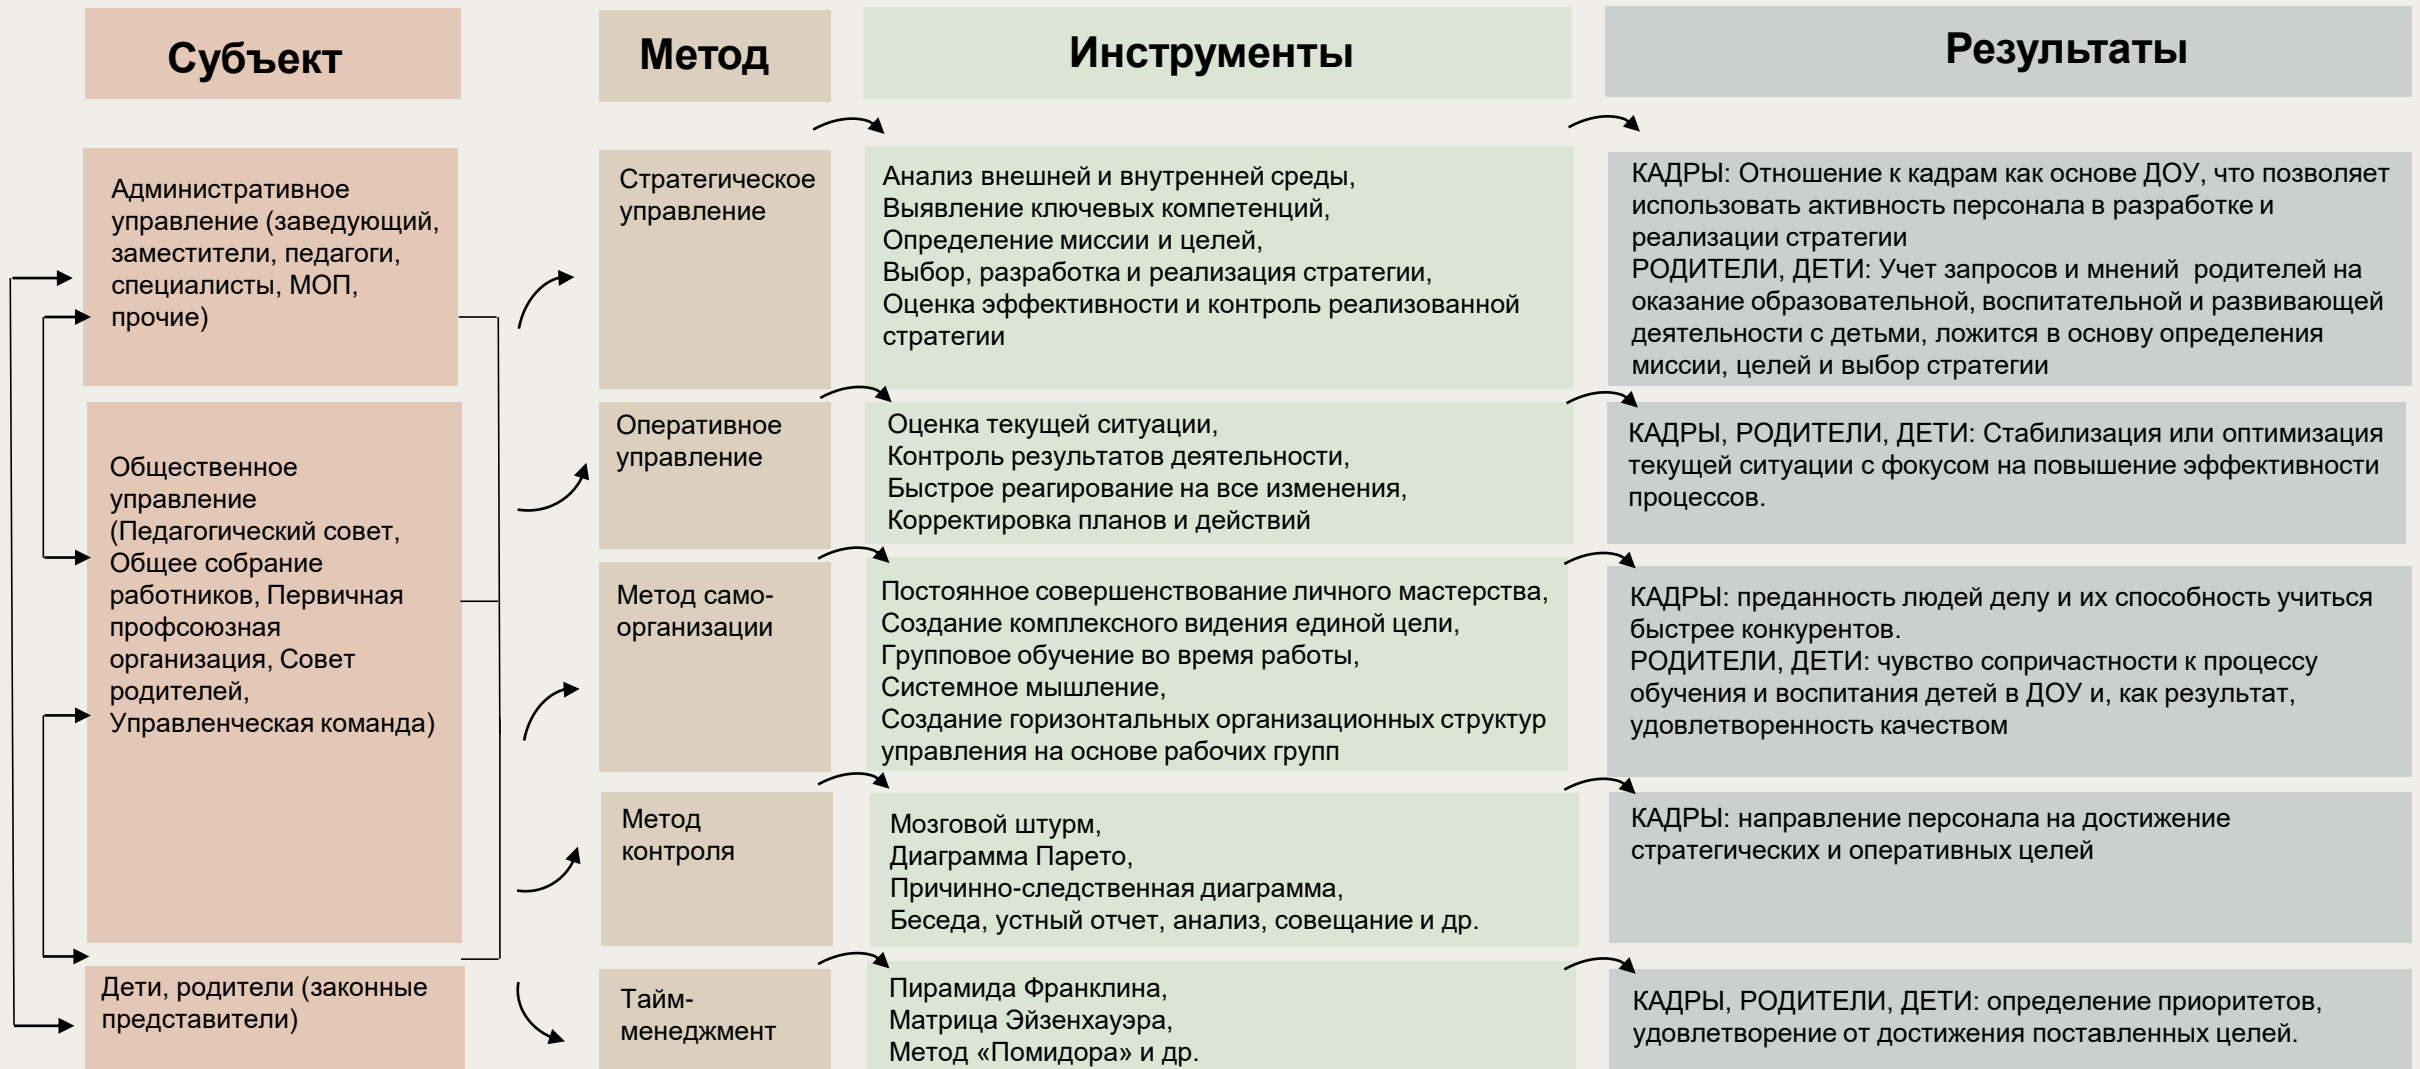 Субъект
Метод
Инструменты
Результаты
Административное
управление (заведующий,
заместители, педагоги,
специалисты, МОП,
прочие)
Общественное
управление
(Педагогический совет,
Общее собрание
работников, Первичная
профсоюзная
организация, Совет
родителей,
Управленческая команда)
Дети, родители (законные
представители)
Стратегическое
управление
Анализ внешней и внутренней среды,
Выявление ключевых компетенций,
Определение миссии и целей,
Выбор, разработка и реализация стратегии,
Оценка эффективности и контроль реализованной
стратегии
КАДРЫ: Отношение к кадрам как основе ДОУ, что позволяет
использовать активность персонала в разработке и
реализации стратегии
РОДИТЕЛИ, ДЕТИ: Учет запросов и мнений  родителей на
оказание образовательной, воспитательной и развивающей
деятельности с детьми, ложится в основу определения
миссии, целей и выбор стратегии
Оперативное
управление
Оценка текущей ситуации,
Контроль результатов деятельности,
Быстрое реагирование на все изменения,
Корректировка планов и действий
КАДРЫ, РОДИТЕЛИ, ДЕТИ: Стабилизация или оптимизация
текущей ситуации с фокусом на повышение эффективности
процессов.
Метод само-
организации
Постоянное совершенствование личного мастерства,
Создание комплексного видения единой цели,
Групповое обучение во время работы,
Системное мышление,
Создание горизонтальных организационных структур
управления на основе рабочих групп
КАДРЫ: преданность людей делу и их способность учиться
быстрее конкурентов.
РОДИТЕЛИ, ДЕТИ: чувство сопричастности к процессу
обучения и воспитания детей в ДОУ и, как результат,
удовлетворенность качеством
Метод
контроля
Мозговой штурм,
Диаграмма Парето,
Причинно-следственная диаграмма,
Беседа, устный отчет, анализ, совещание и др.
КАДРЫ: направление персонала на достижение
стратегических и оперативных целей
Тайм-
менеджмент
Пирамида Франклина,
Матрица Эйзенхауэра,
Метод «Помидора» и др.
КАДРЫ, РОДИТЕЛИ, ДЕТИ: определение приоритетов,
удовлетворение от достижения поставленных целей.